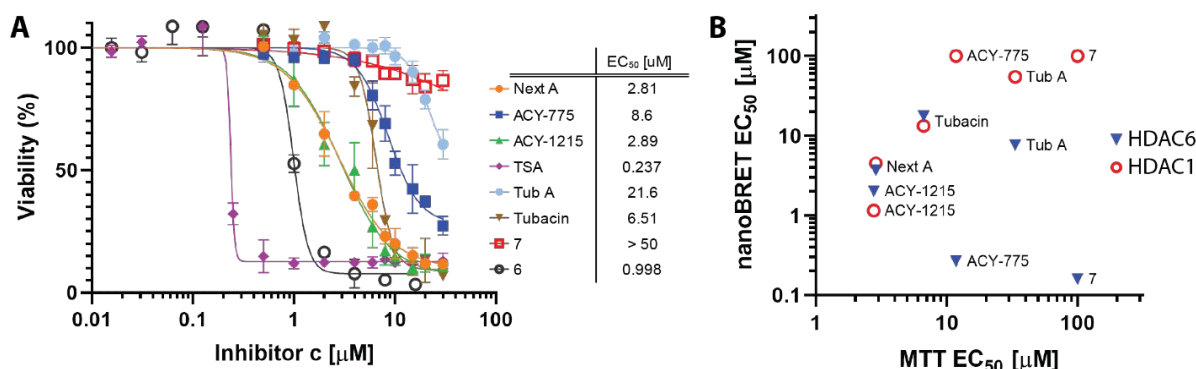 A
Viability (%)
100
50
0
0.01 0.1 1 10 100
Inhibitor c [μM]
EC50 [uM]
Next A 2.81
ACY-775 8.6
ACY-1215 2.89
TSA 0.237
Tub A 21.6
Tubacin 6.51
7 > 50
6 0.998
B
nanoBRET EC50 [μM]
100
10
1
0.1
1 10 100
MTT EC50 [μM]
ACY-775 7
Tub A
Tubacin
Tub A
Next A
ACY-1215
ACY-1215
ACY-775
7
HDAC6
HDAC1